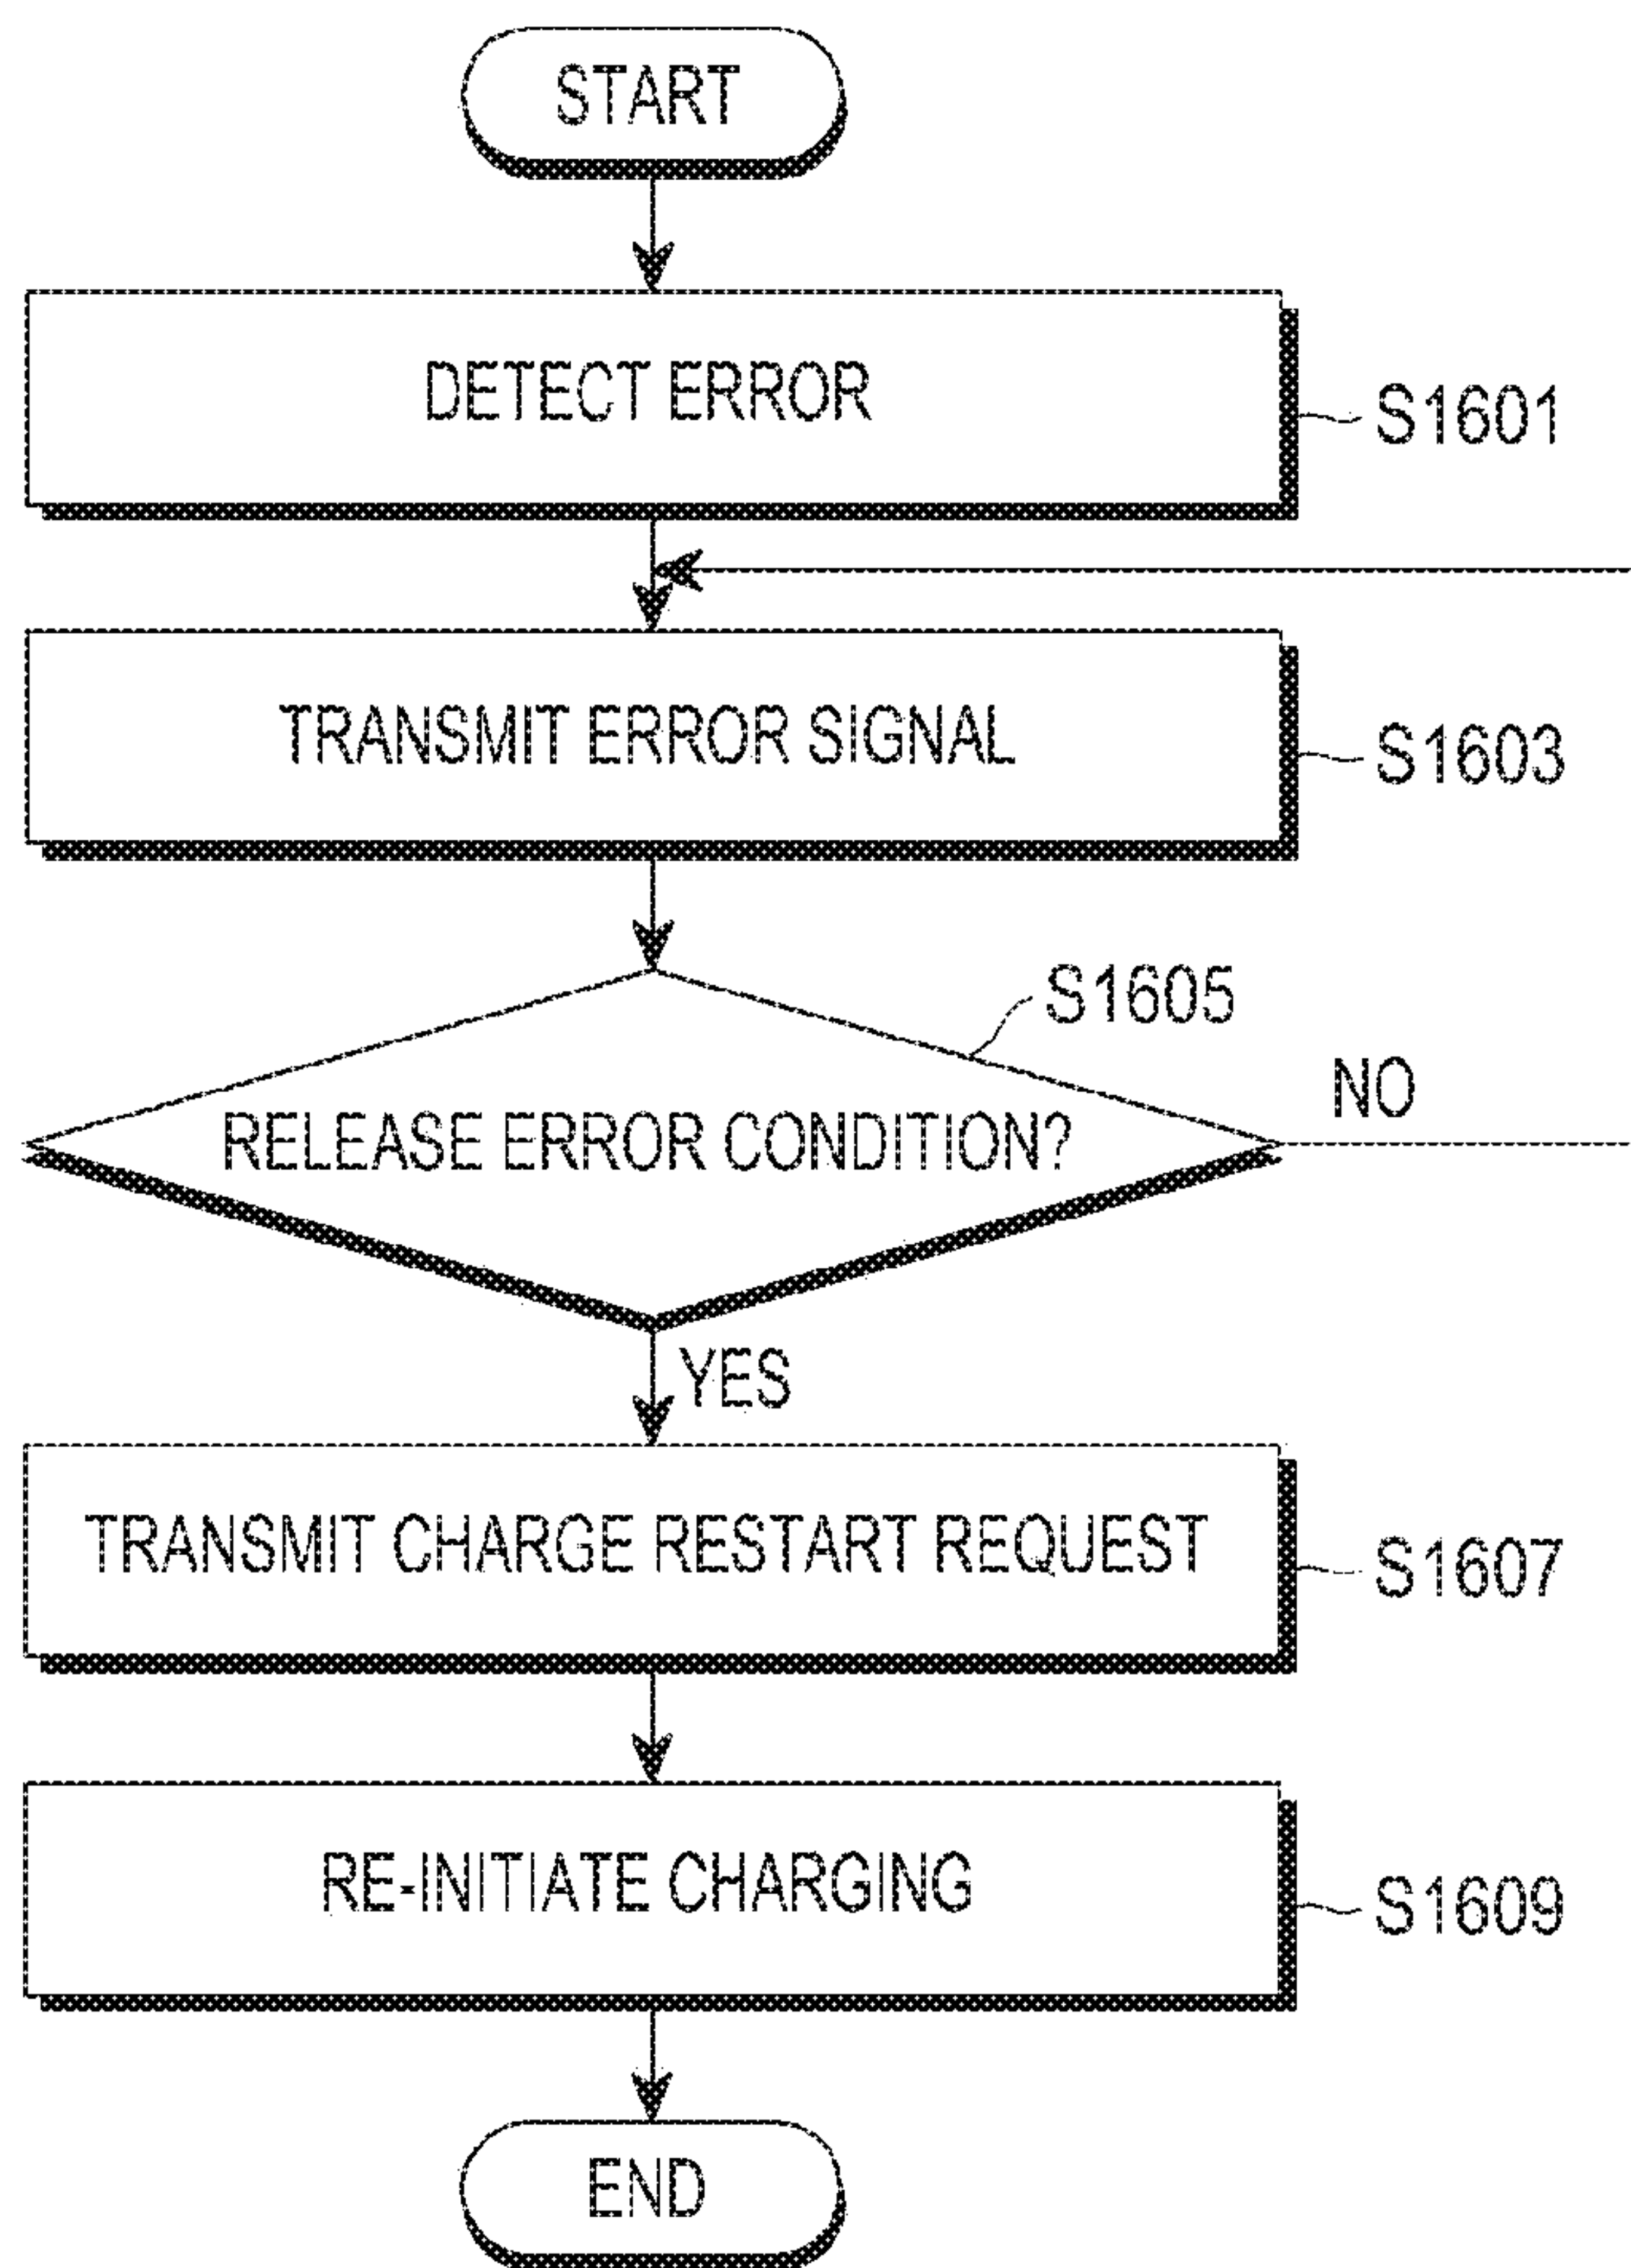 START
DETECT ERROR
S1601
TRANSMIT ERROR SIGNAL
S1603
S1605
RELEASE ERROR CONDITION?
NO
YES
TRANSMIT CHARGE RESTART REQUEST
S1607
RE-INITIATE CHARGING
S1609
END